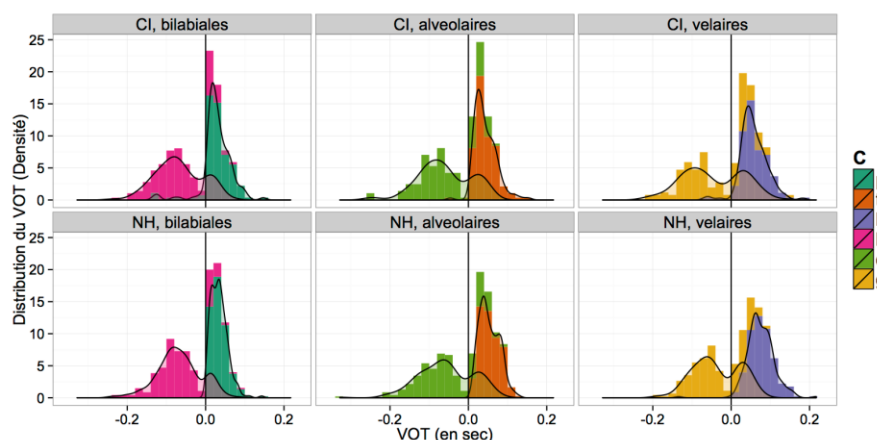 CI, bilabiales
CI, alveolaires
CI, velaires
25
20
15
10
5
0
NH, bilabiales
NH, alveolaires
NH, velaires
25
20
15
10
5
0
Distribution du VOT (Densité)
-0.2
0.0
0.2
-0.2
0.0
0.2
-0.2
0.0
0.2
VOT (en sec)
C